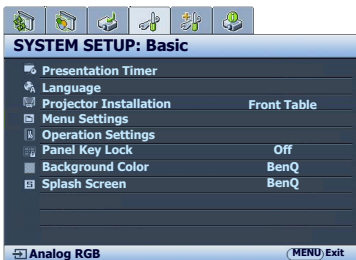 SYSTEM SETUP: Basic
Presentation Timer
Language
Projector Installation Front Table
Menu Settings
Operation Settings
Panel Key Lock Off
Background Color BenQ
Splash Screen BenQ
Analog RGB MENU Exit